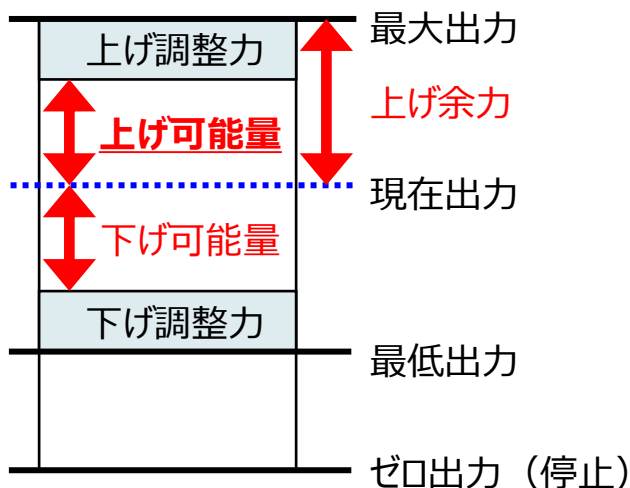 最大出力
上げ調整力
上げ余力
上げ可能量
現在出力
下げ可能量
下げ調整力
最低出力
ゼロ出力（停止）